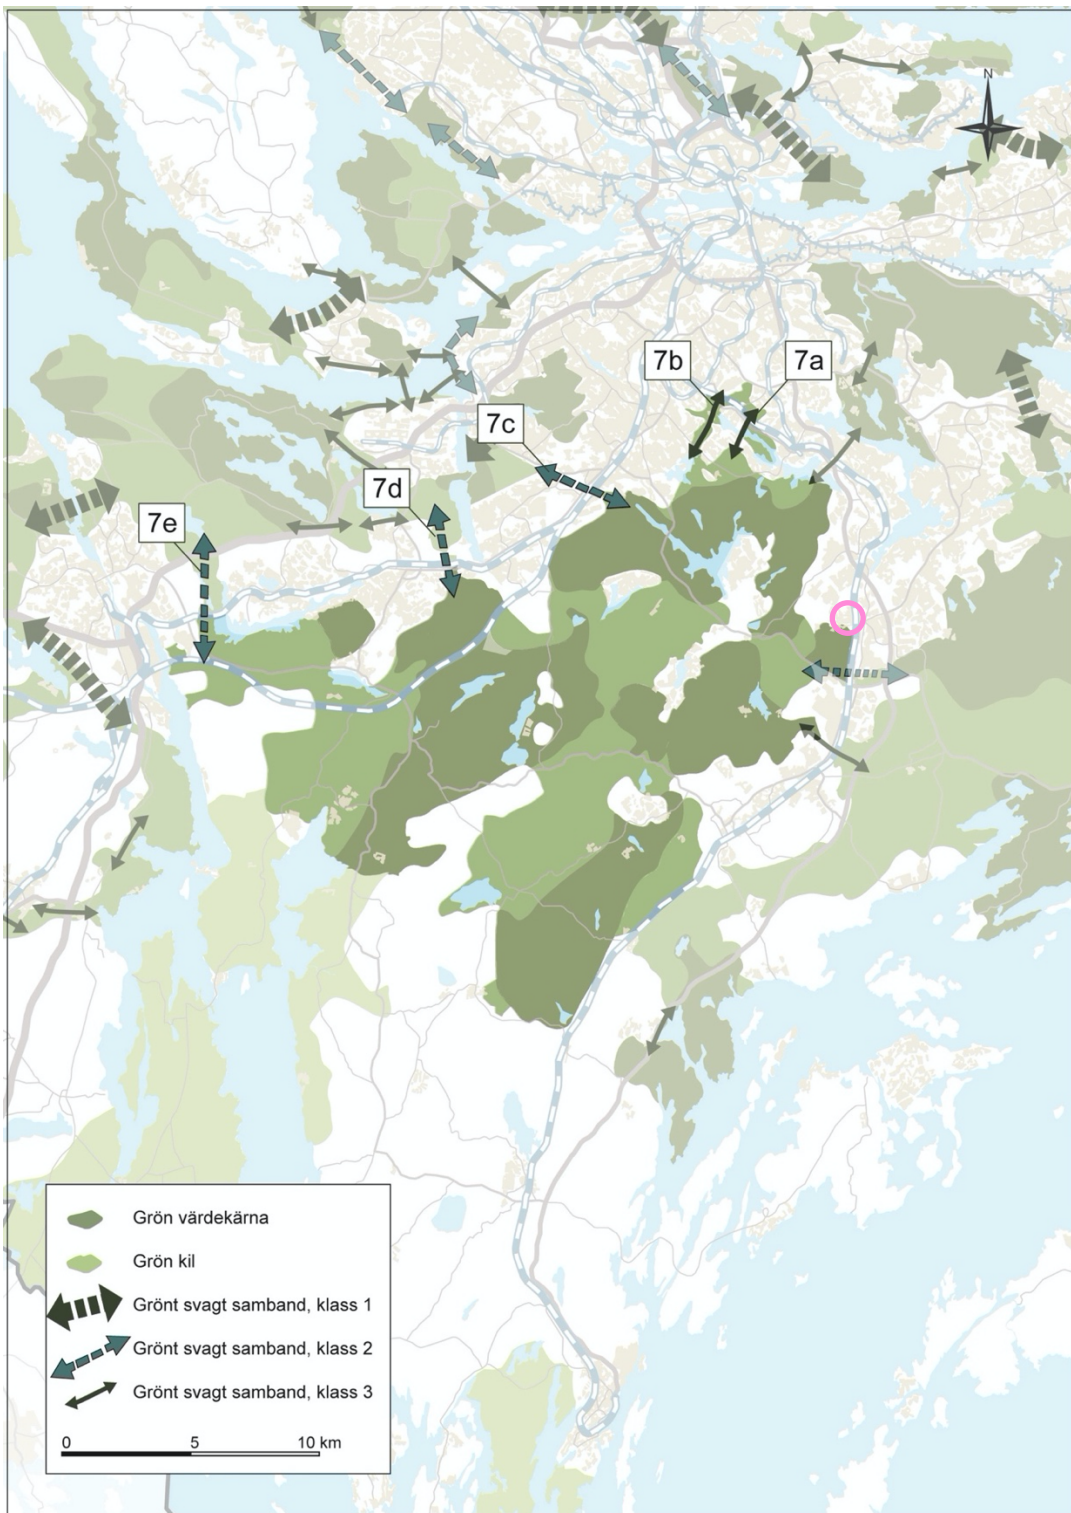 N
7b
7a
7c
7d
7e
Grön värdekärna
Grön kil
Grönt svagt samband, klass 1
Grönt svagt samband, klass 2
Grönt svagt samband, klass 3
0 5 10 km